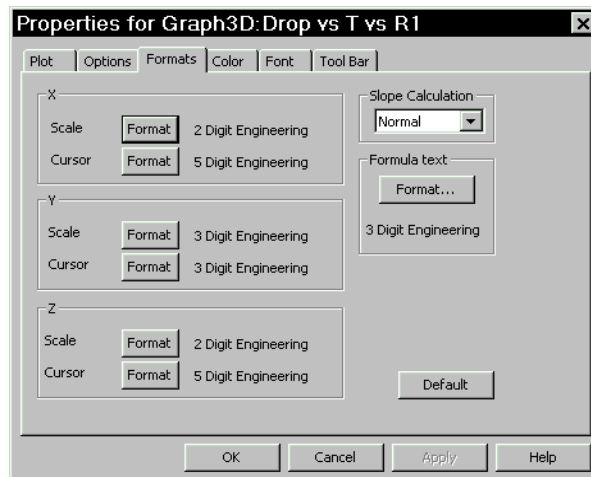 Properties for Graph3D:Drop vs T vs R1
Plot Options Formats Color Font Tool Bar
X
Scale Format 2 Digit Engineering
Cursor Format 5 Digit Engineering
Y
Scale Format 3 Digit Engineering
Cursor Format 3 Digit Engineering
Z
Scale Format 2 Digit Engineering
Cursor Format 5 Digit Engineering
Slope Calculation
Normal
Formula text
Format...
3 Digit Engineering
Default
OK Cancel Apply Help